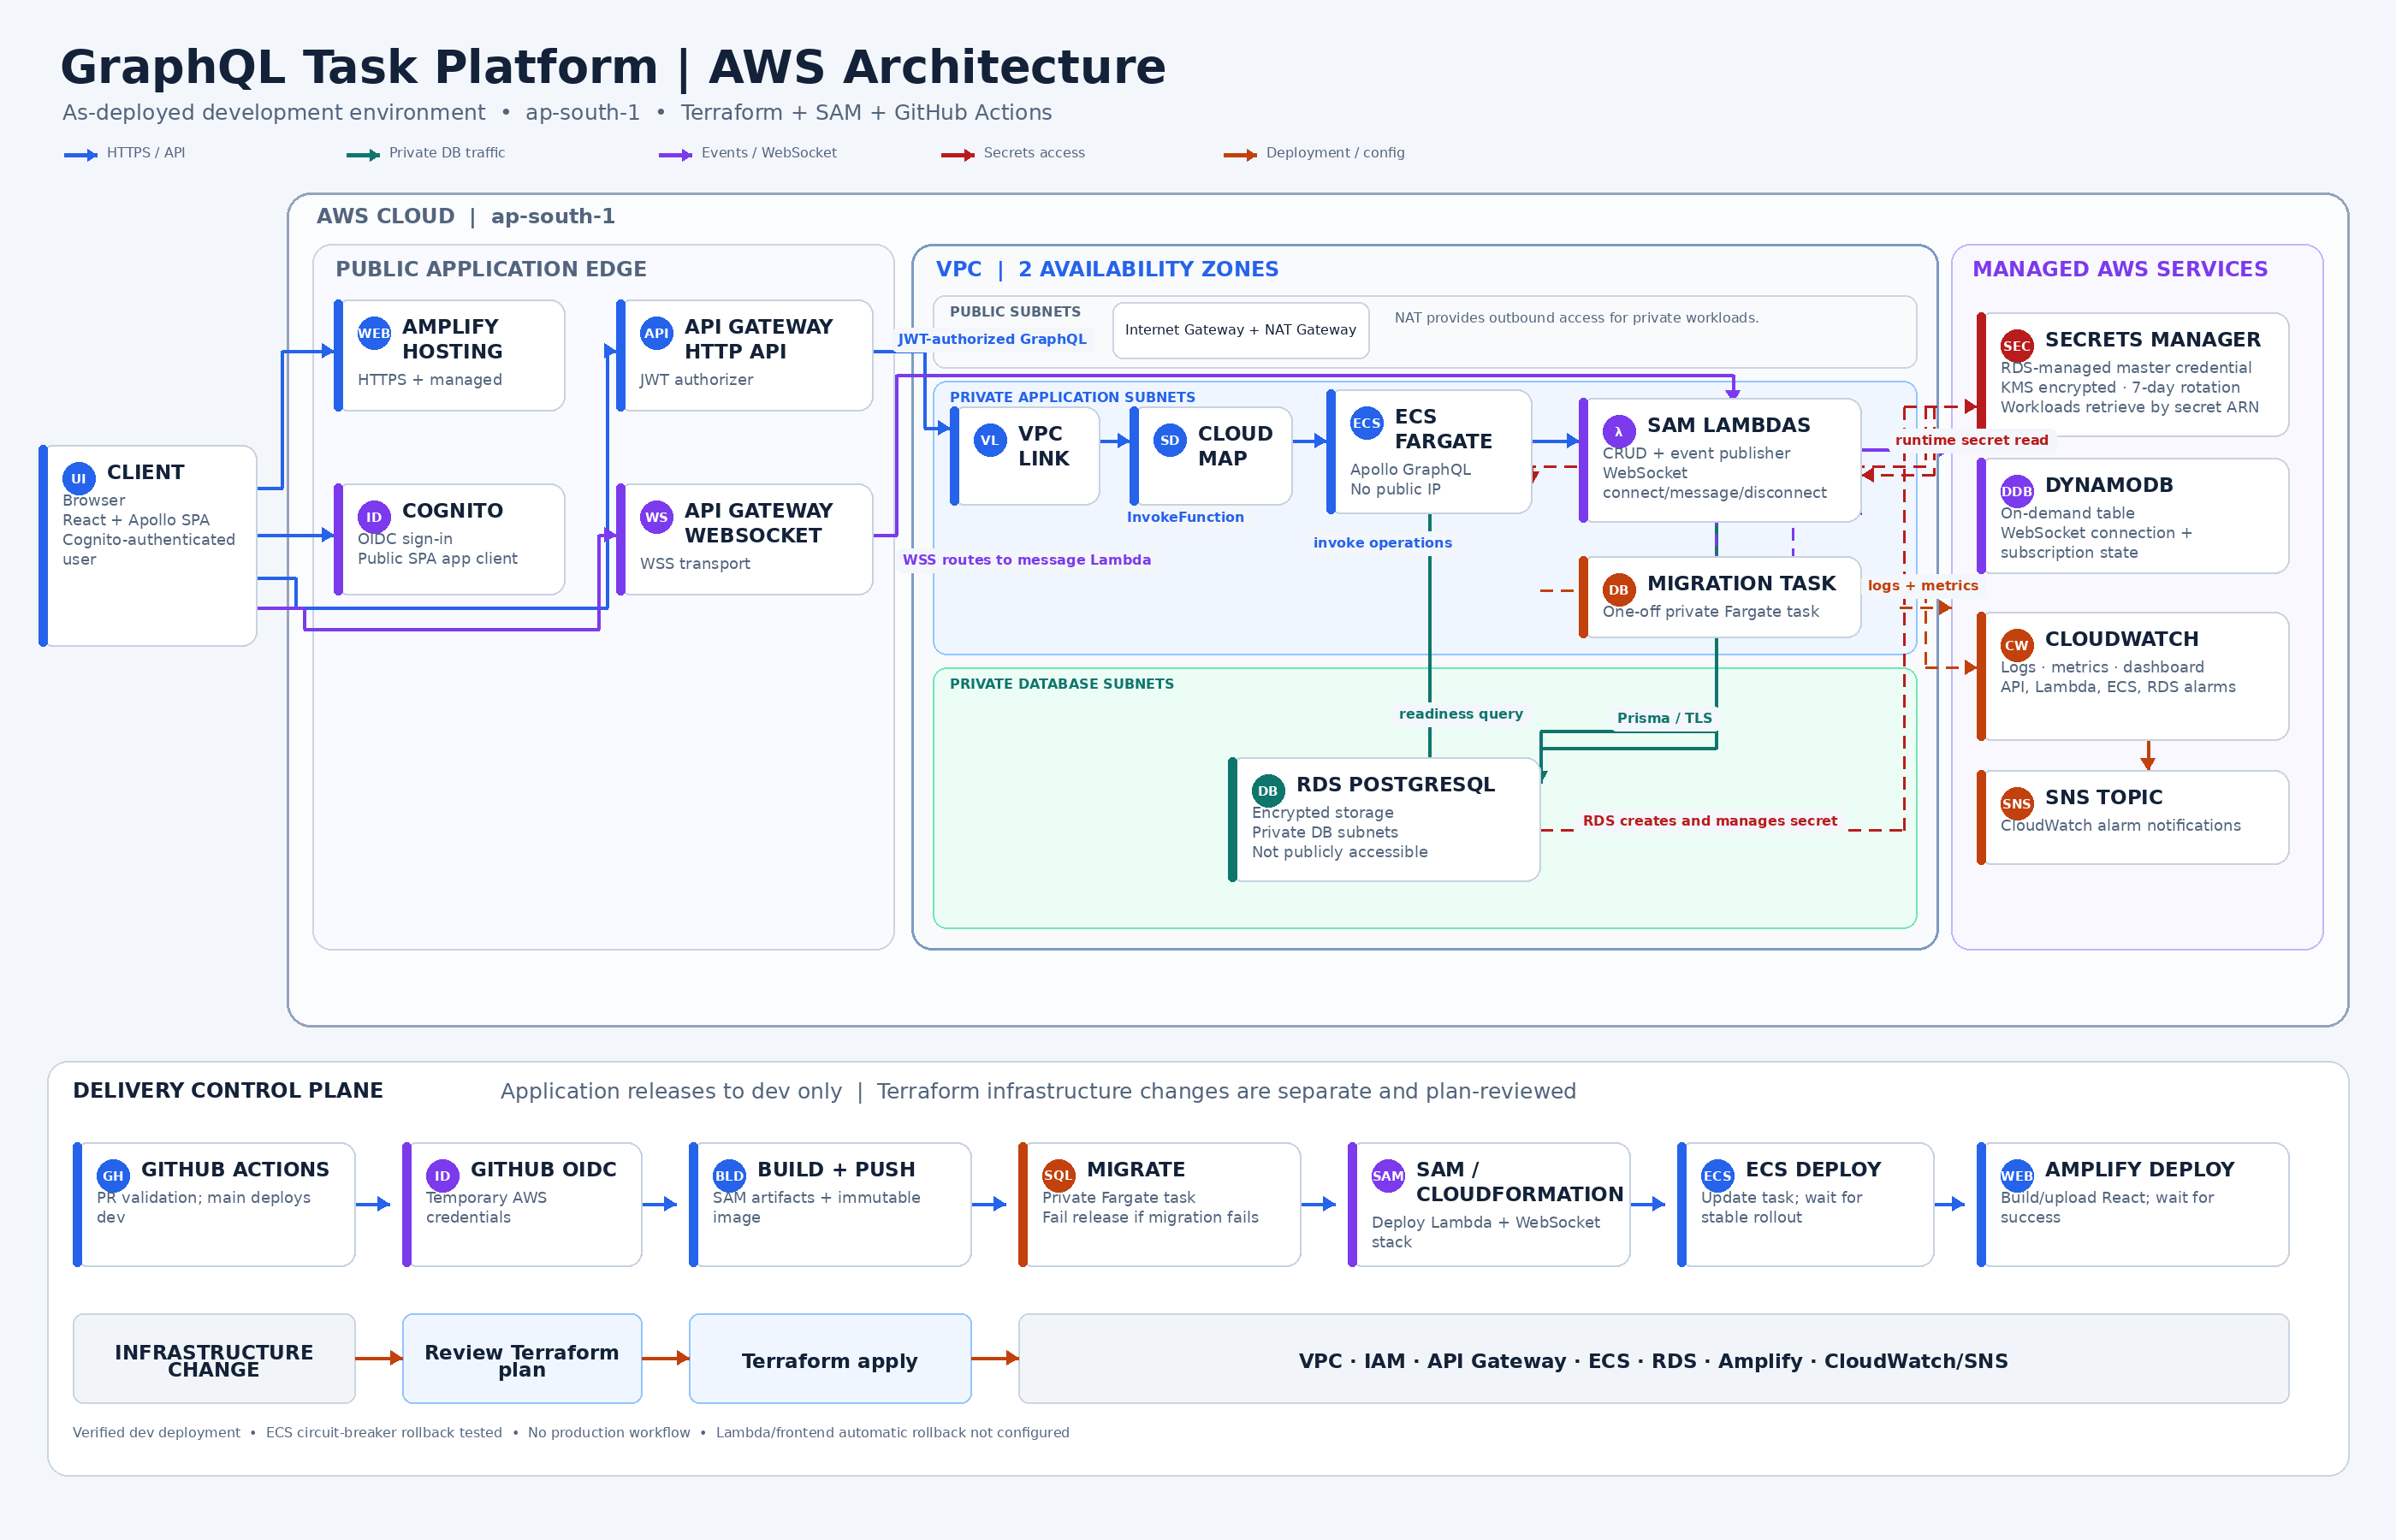 GraphQL Task Platform | AWS Architecture
As-deployed development environment • ap-south-1 • Terraform + SAM + GitHub Actions
HTTPS / API
Private DB traffic
Events / WebSocket
Secrets access
Deployment / config
AWS CLOUD | ap-south-1
PUBLIC APPLICATION EDGE
WEB
AMPLIFY
HOSTING
HTTPS + managed
API
API GATEWAY
HTTP API
JWT authorizer
UI
CLIENT
Browser
React + Apollo SPA
Cognito-authenticated
user
ID
COGNITO
OIDC sign-in
Public SPA app client
WS
API GATEWAY
WEBSOCKET
WSS transport
VPC | 2 AVAILABILITY ZONES
PUBLIC SUBNETS
Internet Gateway + NAT Gateway
NAT provides outbound access for private workloads.
JWT-authorized GraphQL
PRIVATE APPLICATION SUBNETS
VL
VPC
LINK
SD
CLOUD
MAP
InvokeFunction
ECS
ECS
FARGATE
Apollo GraphQL
No public IP
invoke operations
λ
SAM LAMBDAS
CRUD + event publisher
WebSocket
connect/message/disconnect
WSS routes to message Lambda
DB
MIGRATION TASK
One-off private Fargate task
PRIVATE DATABASE SUBNETS
readiness query
Prisma / TLS
DB
RDS POSTGRESQL
Encrypted storage
Private DB subnets
Not publicly accessible
RDS creates and manages secret
MANAGED AWS SERVICES
SEC
SECRETS MANAGER
RDS-managed master credential
KMS encrypted · 7-day rotation
Workloads retrieve by secret ARN
runtime secret read
DDB
DYNAMODB
On-demand table
WebSocket connection +
subscription state
logs + metrics
CW
CLOUDWATCH
Logs · metrics · dashboard
API, Lambda, ECS, RDS alarms
SNS
SNS TOPIC
CloudWatch alarm notifications
DELIVERY CONTROL PLANE
Application releases to dev only | Terraform infrastructure changes are separate and plan-reviewed
GH
GITHUB ACTIONS
PR validation; main deploys
dev
ID
GITHUB OIDC
Temporary AWS
credentials
BLD
BUILD + PUSH
SAM artifacts + immutable
image
SQL
MIGRATE
Private Fargate task
Fail release if migration fails
SAM
SAM /
CLOUDFORMATION
Deploy Lambda + WebSocket
stack
ECS
ECS DEPLOY
Update task; wait for
stable rollout
WEB
AMPLIFY DEPLOY
Build/upload React; wait for
success
INFRASTRUCTURE
CHANGE
Review Terraform
plan
Terraform apply
VPC · IAM · API Gateway · ECS · RDS · Amplify · CloudWatch/SNS
Verified dev deployment • ECS circuit-breaker rollback tested • No production workflow • Lambda/frontend automatic rollback not configured